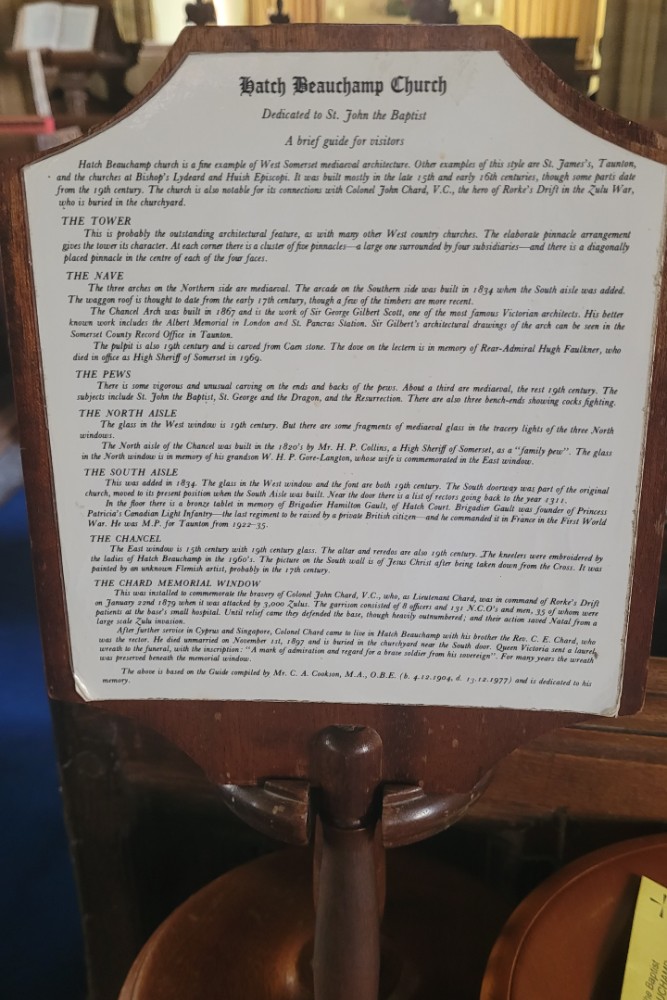 Hatch Beauchamp Church
Dedicated to St. John the Baptist
A brief guide for visitors
Hatch Beauchamp church is a fine example of West Somerset mediaeval architecture. Other examples of this style are St. James's, Taunton,
and the churches at Bishop's Lydeard and Huish Episcopi. It was built mostly in the late 15th and early 16th centuries, though some parts date
from the 19th century. The church is also notable for its connections with Colonel John Chard, V.C., the hero of Rorke's Drift in the Zulu War,
who is buried in the churchyard.
THE TOWER
This is probably the outstanding architectural feature, as with many other West country churches. The elaborate pinnacle arrangement
gives the tower its character. At each corner there is a cluster of five pinnacles—a large one surrounded by four subsidiaries—and there is a diagonally
placed pinnacle in the centre of each of the four faces.
THE NAVE
The three arches on the Northern side are mediaeval. The arcade on the Southern side was built in 1834 when the South aisle was added.
The waggon roof is thought to date from the early 17th century, though a few of the timbers are more recent.
The Chancel Arch was built in 1867 and is the work of Sir George Gilbert Scott, one of the most famous Victorian architects. His better
known work includes the Albert Memorial in London and St. Pancras Station. Sir Gilbert's architectural drawings of the arch can be seen in the
Somerset County Record Office in Taunton.
The pulpit is also 19th century and is carved from Caen stone. The dove on the lectern is in memory of Rear-Admiral Hugh Faulkner, who
died in office as High Sheriff of Somerset in 1969.
THE PEWS
There is some vigorous and unusual carving on the ends and backs of the pews. About a third are mediaeval, the rest 19th century. The
subjects include St. John the Baptist, St. George and the Dragon, and the Resurrection. There are also three bench-ends showing cocks fighting.
THE NORTH AISLE
The glass in the West window is 19th century. But there are some fragments of mediaeval glass in the tracery lights of the three North
windows.
The North aisle of the Chancel was built in the 1820's by Mr. H. P. Collins, a High Sheriff of Somerset, as a "family pew". The glass
in the North window is in memory of his grandson W. H. P. Gore-Langton, whose wife is commemorated in the East window.
THE SOUTH AISLE
This was added in 1834. The glass in the West window and the font are both 19th century. The South doorway was part of the original
church, moved to its present position when the South Aisle was built. Near the door there is a list of rectors going back to the year 1311.
In the floor there is a bronze tablet in memory of Brigadier Hamilton Gault, of Hatch Court. Brigadier Gault was founder of Princess
Patricia's Canadian Light Infantry—the last regiment to be raised by a private British citizen—and he commanded it in France in the First World
War. He was M.P. for Taunton from 1922-35.
THE CHANCEL
The East window is 15th century with 19th century glass. The altar and reredos are also 19th century. The kneelers were embroidered by
the ladies of Hatch Beauchamp in the 1960's. The picture on the South wall is of Jesus Christ after being taken down from the Cross. It was
painted by an unknown Flemish artist, probably in the 17th century.
THE CHARD MEMORIAL WINDOW
This was installed to commemorate the bravery of Colonel John Chard, V.C., who, as Lieutenant Chard, was in command of Rorke's Drift
on January 22nd 1879 when it was attacked by 3,000 Zulus. The garrison consisted of 8 officers and 131 N.C.O's and men, 35 of whom were
patients at the base's small hospital. Until relief came they defended the base, though heavily outnumbered; and their action saved Natal from a
large scale Zulu invasion.
After further service in Cyprus and Singapore, Colonel Chard came to live in Hatch Beauchamp with his brother the Rev. C. E. Chard, who
was the rector. He died unmarried on November 1st, 1897 and is buried in the churchyard near the South door. Queen Victoria sent a laurel
wreath to the funeral, with the inscription: "A mark of admiration and regard for a brave soldier from his sovereign". For many years the wreath
was preserved beneath the memorial window.
The above is based on the Guide compiled by Mr. C. A. Cookson, M.A., O.B.E. (b. 4.12.1904, d. 13.12.1977) and is dedicated to his
memory.
the Baptist